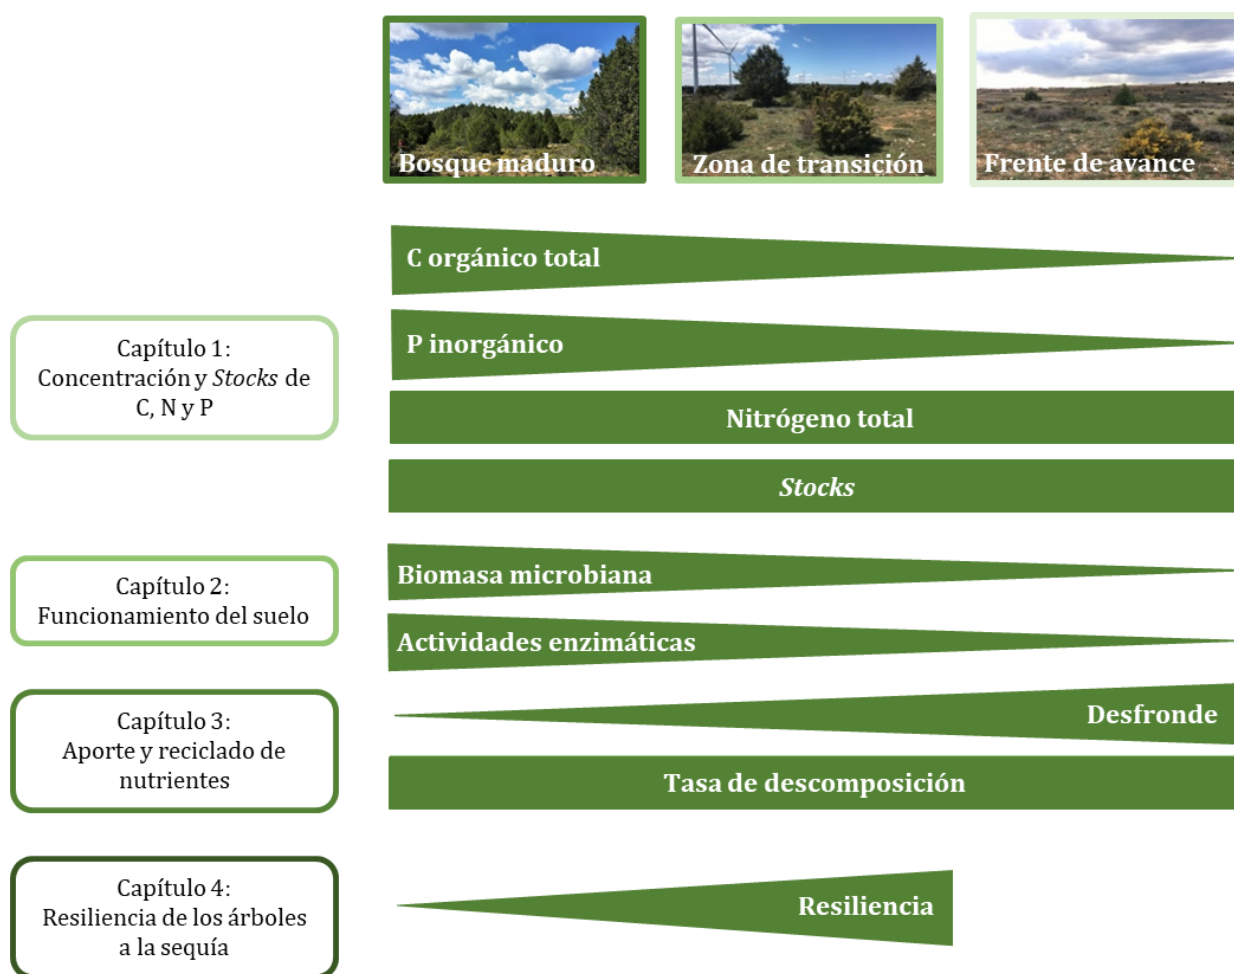 Bosque maduro
Zona de transición
Frente de avance
C orgánico total
P inorgánico
Capítulo 1:
Concentración y Stocks de
C, N y P
Nitrógeno total
Stocks
Biomasa microbiana
Capítulo 2:
Funcionamiento del suelo
Actividades enzimáticas
Capítulo 3:
Aporte y reciclado de
nutrientes
Desfronde
Tasa de descomposición
Capítulo 4:
Resiliencia de los árboles
a la sequía
Resiliencia